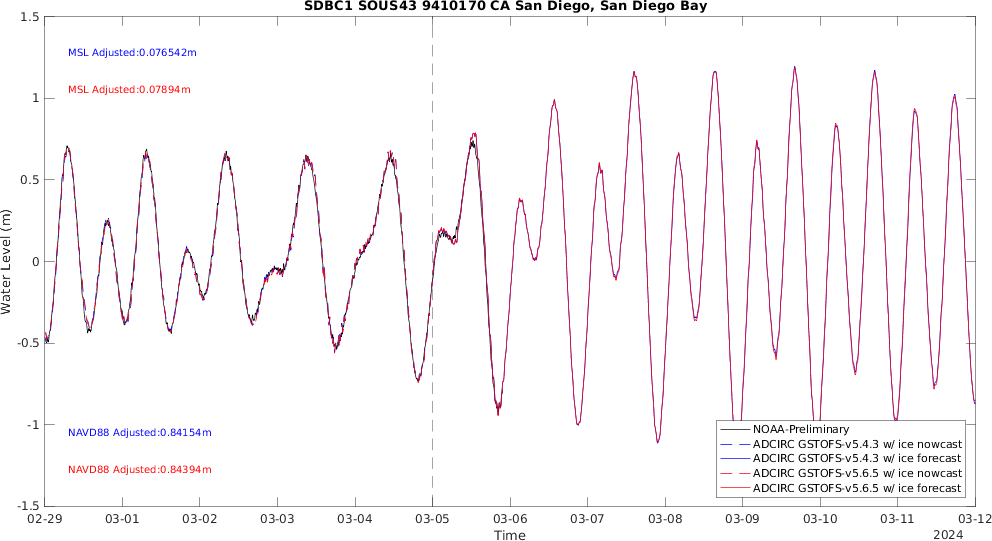 SDBC1 SOUS43 9410170 CA San Diego, San Diego Bay
1.5
1
0.5
0
-0.5
-1
-1.5
Water Level (m)
MSL Adjusted:0.076542m
MSL Adjusted:0.07894m
NAVD88 Adjusted:0.84154m
NAVD88 Adjusted:0.84394m
NOAA-Preliminary
ADCIRC GSTOFS-v5.4.3 w/ ice nowcast
ADCIRC GSTOFS-v5.4.3 w/ ice forecast
ADCIRC GSTOFS-v5.6.5 w/ ice nowcast
ADCIRC GSTOFS-v5.6.5 w/ ice forecast
02-29 03-01 03-02 03-03 03-04 03-05 03-06 03-07 03-08 03-09 03-10 03-11 03-12
Time
2024